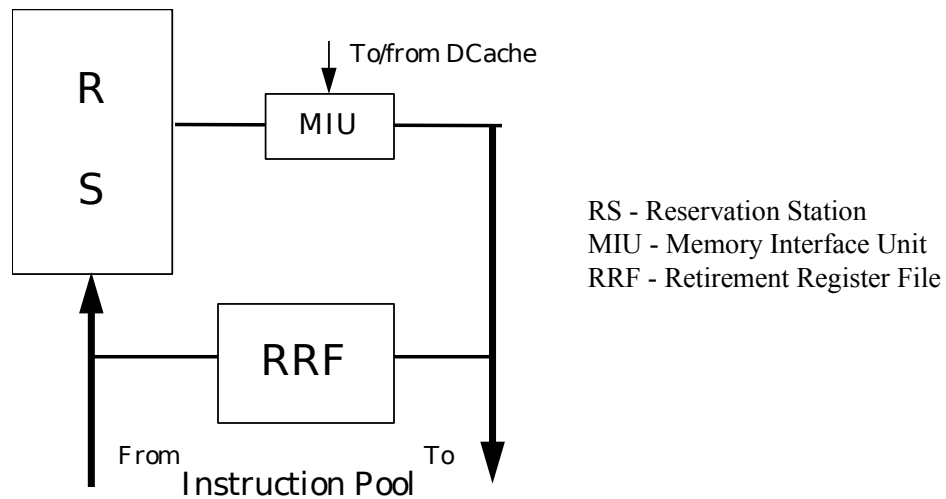 R
S
To/from DCache
MIU
RS - Reservation Station
MIU - Memory Interface Unit
RRF - Retirement Register File
RRF
From
To
Instruction Pool